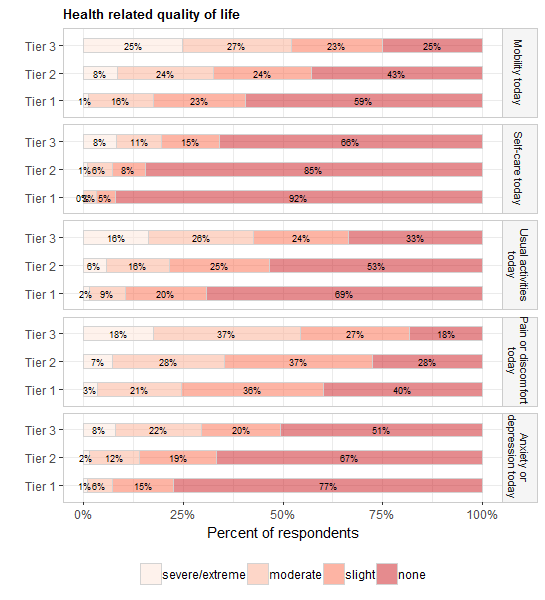 Health related quality of life
Tier 3 25% 27% 23% 25%
Tier 2 8% 24% 24% 43%
Tier 1 1% 16% 23% 59%
Mobility today
Tier 3 8% 11% 15% 66%
Tier 2 1% 6% 8% 85%
Tier 1 0% 3% 5% 92%
Self-care today
Tier 3 16% 26% 24% 33%
Tier 2 6% 16% 25% 53%
Tier 1 2% 9% 20% 69%
Usual activities
today
Tier 3 18% 37% 27% 18%
Tier 2 7% 28% 37% 28%
Tier 1 3% 21% 36% 40%
Pain or discomfort
today
Tier 3 8% 22% 20% 51%
Tier 2 2% 12% 19% 67%
Tier 1 1% 6% 15% 77%
Anxiety or
depression today
0% 25% 50% 75% 100%
Percent of respondents
severe/extreme moderate slight none